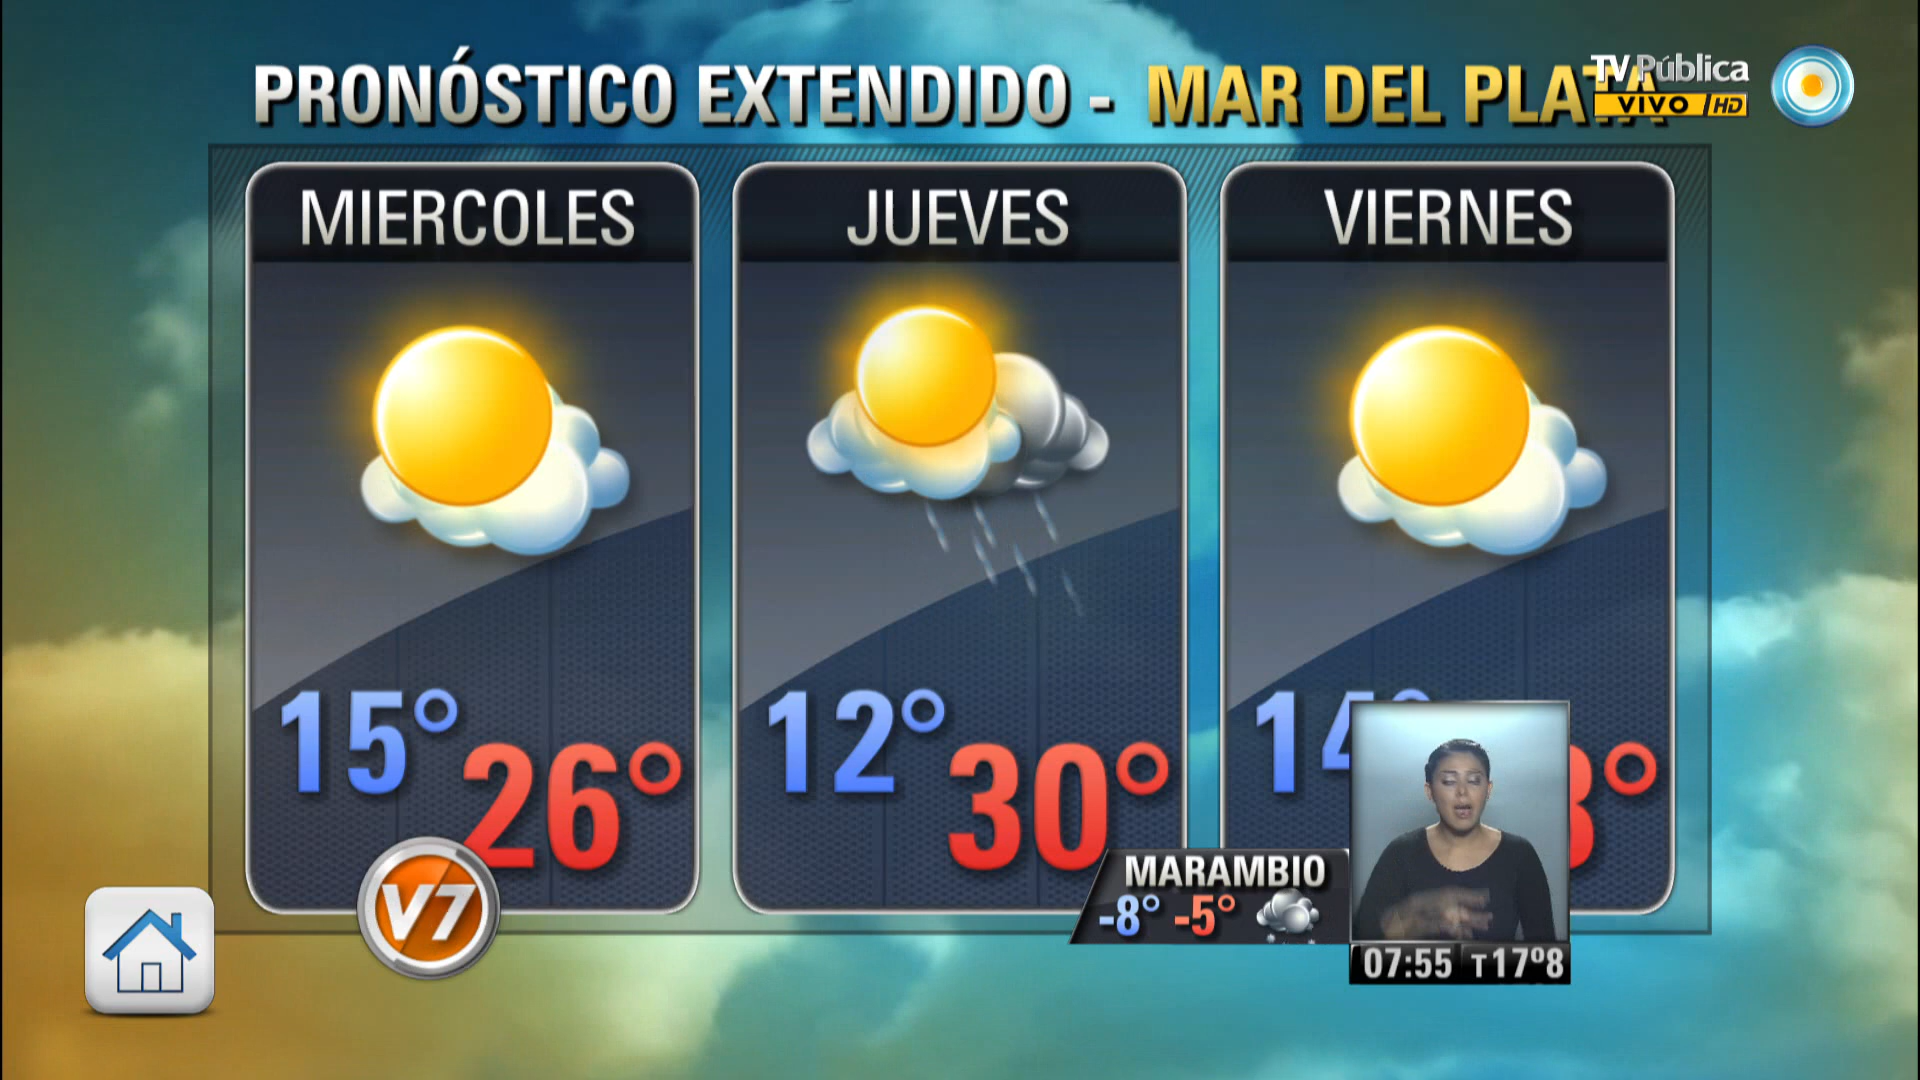 PRONÓSTICO EXTENDIDO - MAR DEL PLATA
TV Pública
VIVO HD
MIERCOLES
JUEVES
VIERNES
15° 26°
12° 30°
14°
V7
MARAMBIO
-8° -5°
07:55 T17º8